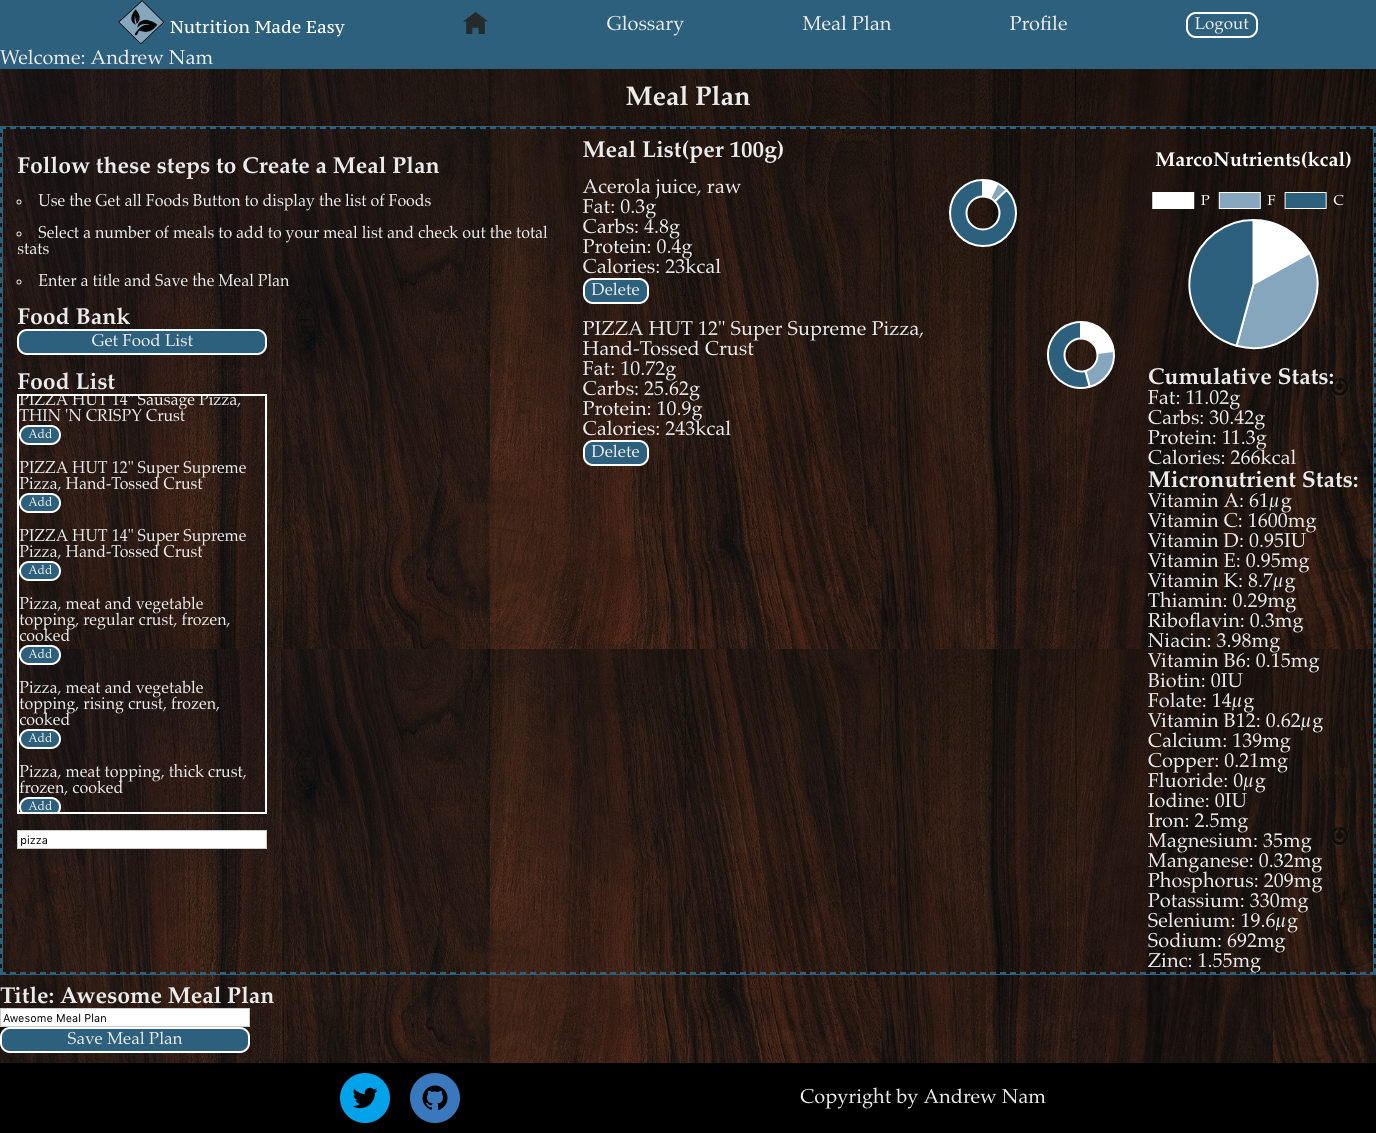 Nutrition Made Easy
Glossary
Meal Plan
Profile
Logout
Welcome: Andrew Nam
Meal Plan
Follow these steps to Create a Meal Plan
Use the Get all Foods Button to display the list of Foods
Select a number of meals to add to your meal list and check out the total
stats
Enter a title and Save the Meal Plan
Food Bank
Get Food List
Food List
PIZZA HUT 14" Sausage Pizza,
THIN 'N CRISPY Crust
Add
PIZZA HUT 12" Super Supreme
Pizza, Hand-Tossed Crust
Add
PIZZA HUT 14" Super Supreme
Pizza, Hand-Tossed Crust
Add
Pizza, meat and vegetable
topping, regular crust, frozen,
cooked
Add
Pizza, meat and vegetable
topping, rising crust, frozen,
cooked
Add
Pizza, meat topping, thick crust,
frozen, cooked
Add
pizza
Meal List(per 100g)
Acerola juice, raw
Fat: 0.3g
Carbs: 4.8g
Protein: 0.4g
Calories: 23kcal
Delete
PIZZA HUT 12" Super Supreme Pizza,
Hand-Tossed Crust
Fat: 10.72g
Carbs: 25.62g
Protein: 10.9g
Calories: 243kcal
Delete
MarcoNutrients(kcal)
P F C
Cumulative Stats:
Fat: 11.02g
Carbs: 30.42g
Protein: 11.3g
Calories: 266kcal
Micronutrient Stats:
Vitamin A: 61µg
Vitamin C: 1600mg
Vitamin D: 0.95IU
Vitamin E: 0.95mg
Vitamin K: 8.7µg
Thiamin: 0.29mg
Riboflavin: 0.3mg
Niacin: 3.98mg
Vitamin B6: 0.15mg
Biotin: 0IU
Folate: 14µg
Vitamin B12: 0.62µg
Calcium: 139mg
Copper: 0.21mg
Fluoride: 0µg
Iodine: 0IU
Iron: 2.5mg
Magnesium: 35mg
Manganese: 0.32mg
Phosphorus: 209mg
Potassium: 330mg
Selenium: 19.6µg
Sodium: 692mg
Zinc: 1.55mg
Title: Awesome Meal Plan
Awesome Meal Plan
Save Meal Plan
Copyright by Andrew Nam